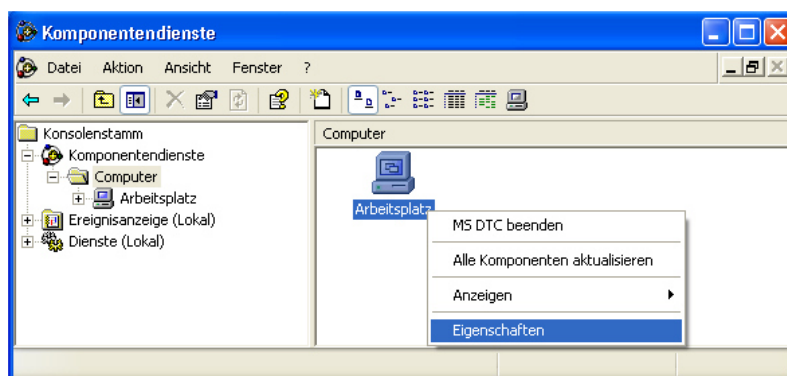 Komponentendienste
Datei Aktion Ansicht Fenster ?
Konsolenstamm
Komponentendienste
Computer
Arbeitsplatz
Ereignisanzeige (Lokal)
Dienste (Lokal)
Computer
Arbeitsplatz
MS DTC beenden
Alle Komponenten aktualisieren
Anzeigen
Eigenschaften